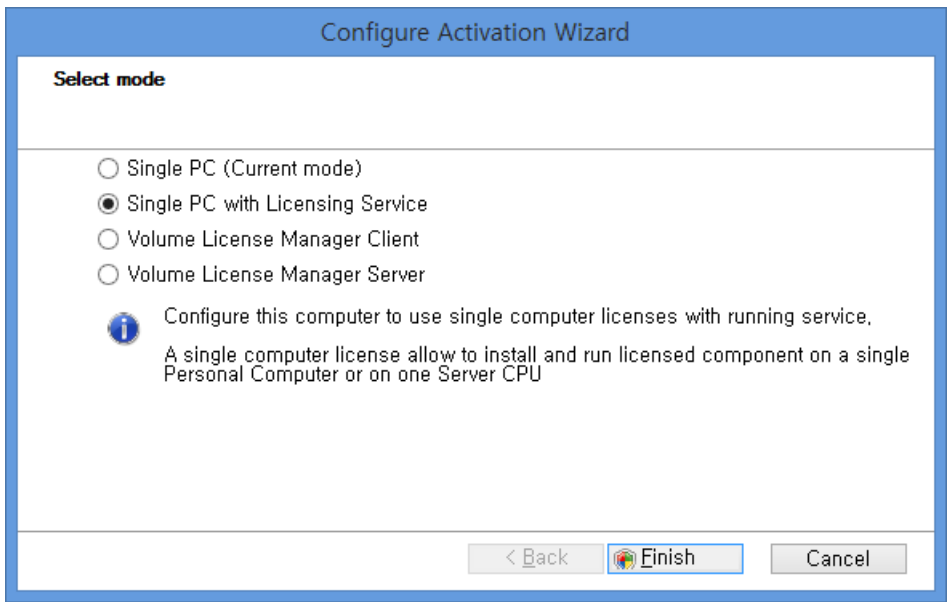 Configure Activation Wizard
Select mode
Single PC (Current mode)
Single PC with Licensing Service
Volume License Manager Client
Volume License Manager Server
Configure this computer to use single computer licenses with running service,
A single computer license allow to install and run licensed component on a single
Personal Computer or on one Server CPU
< Back
Finish
Cancel